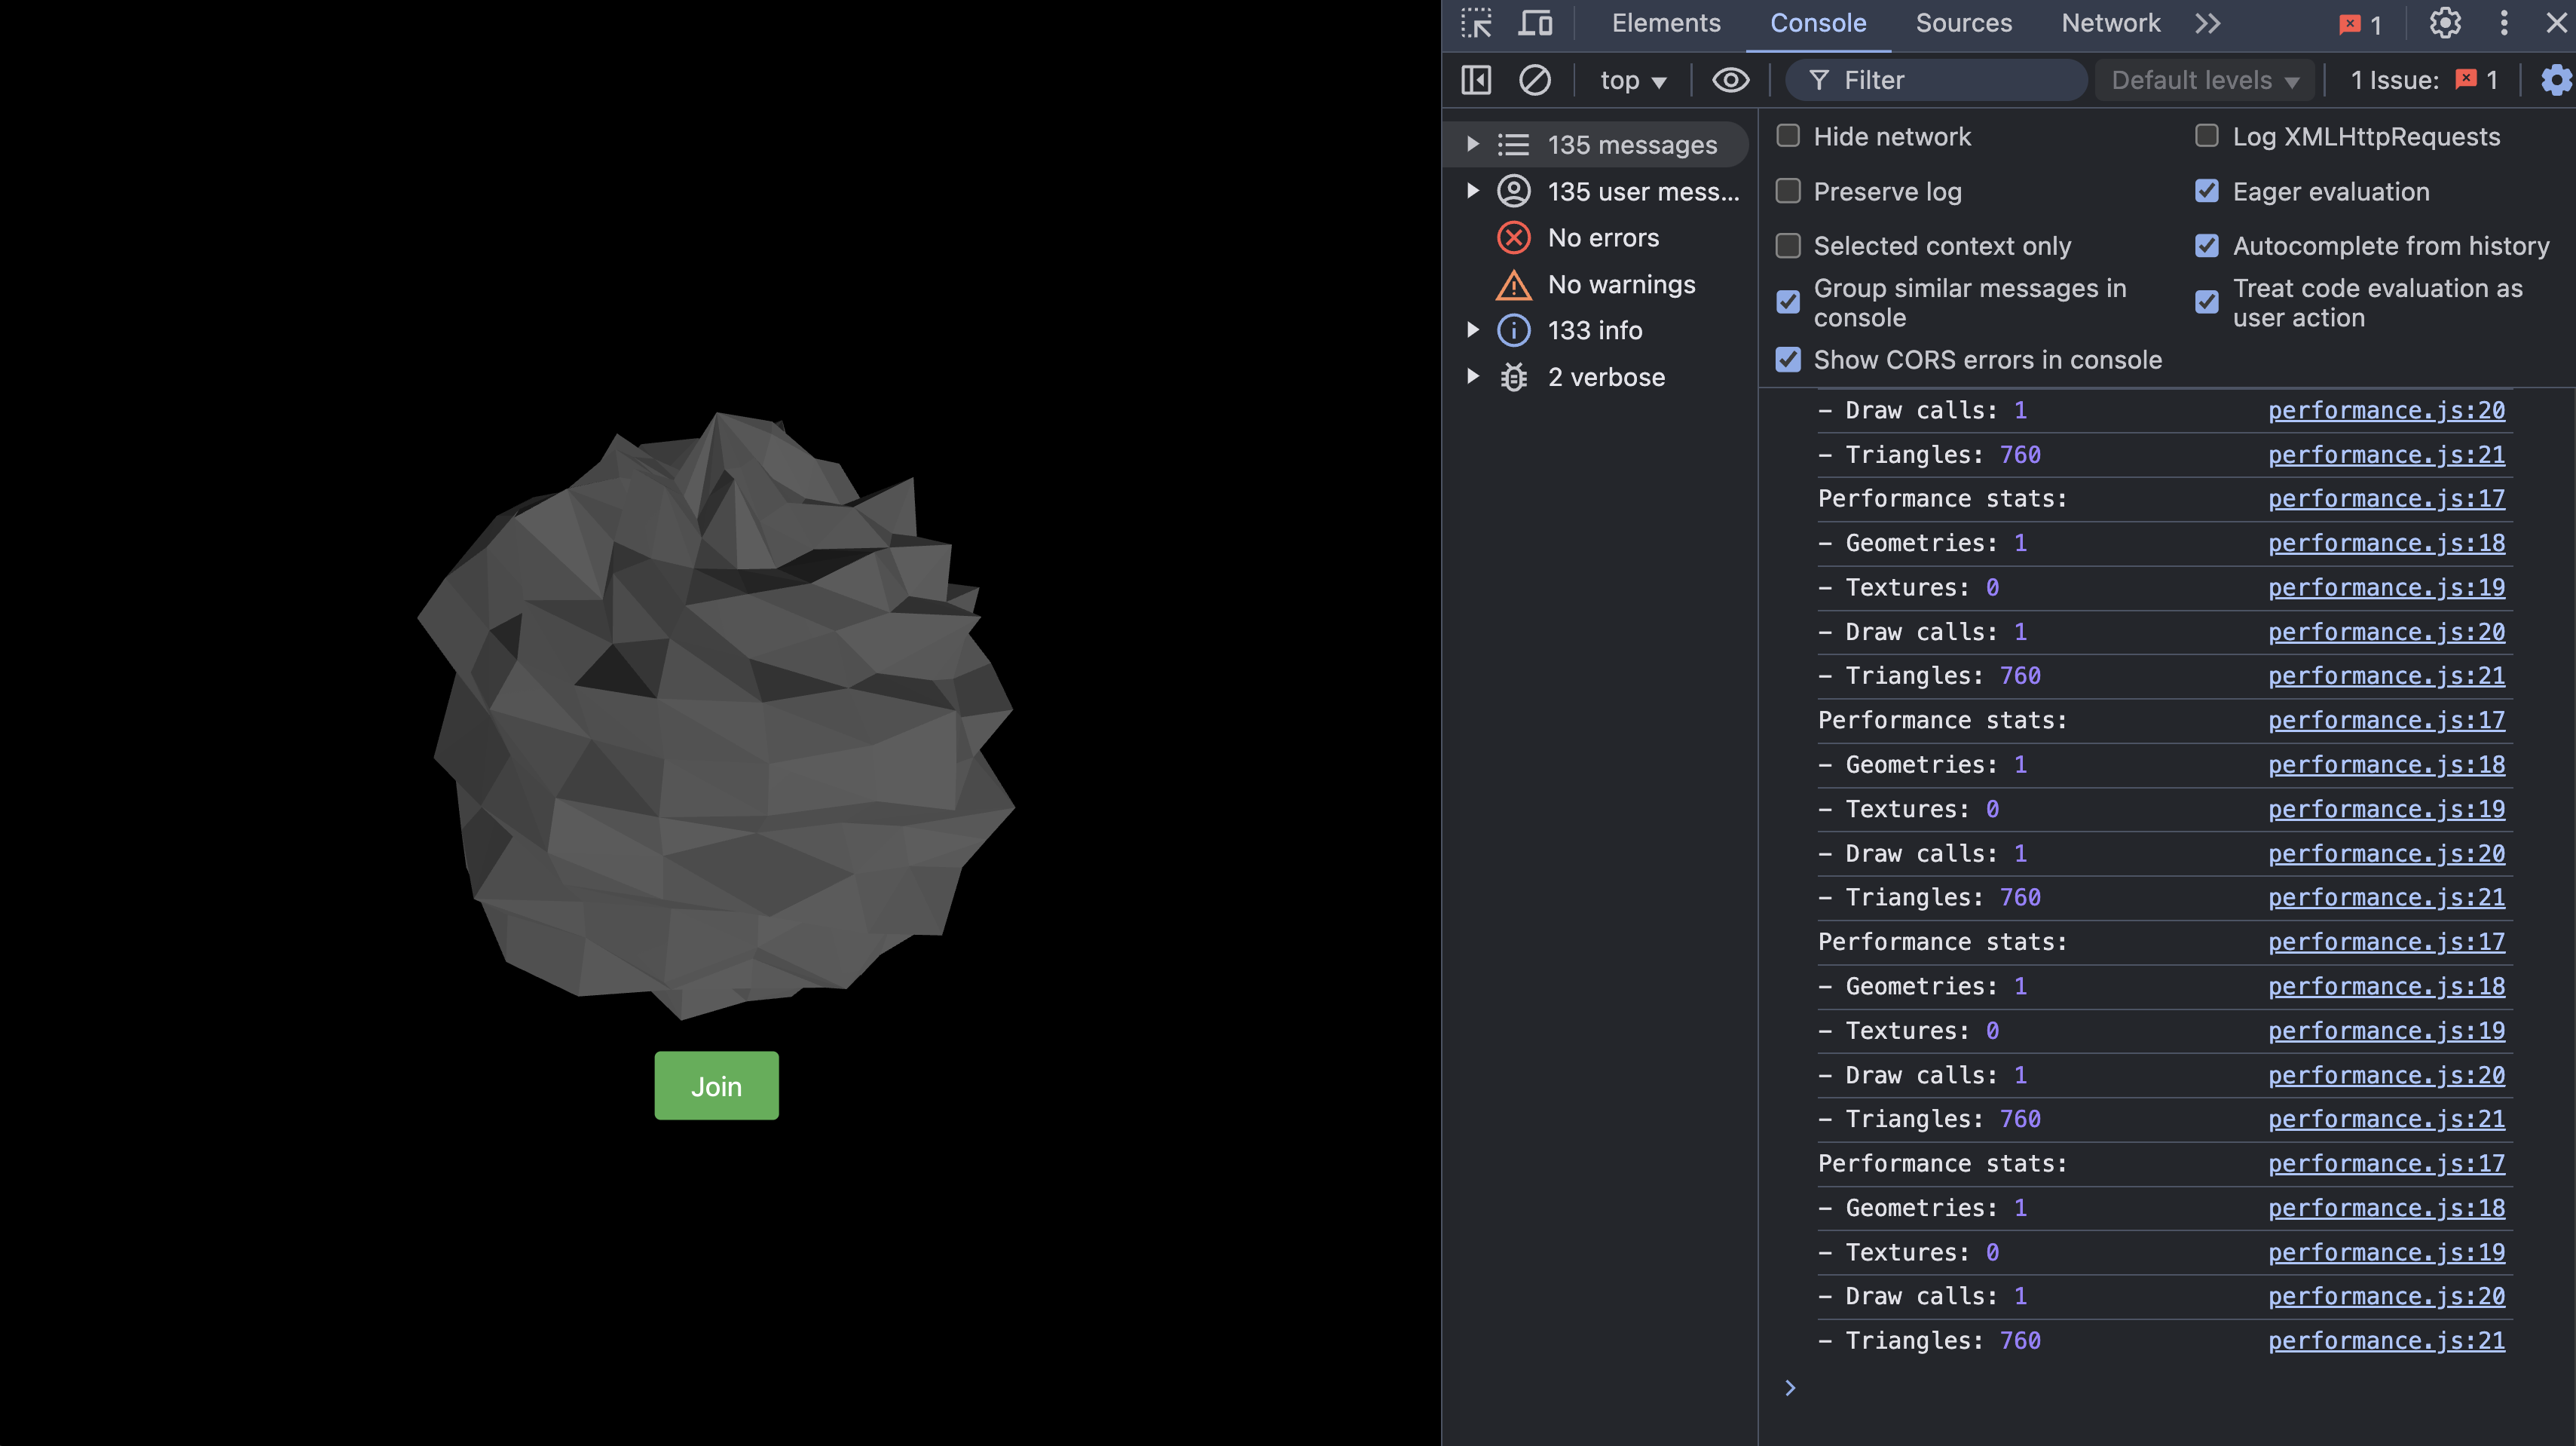 Join
Elements Console Sources Network 1
top Filter Default levels 1 Issue: 1
135 messages
135 user mess...
No errors
No warnings
133 info
2 verbose
Hide network
Log XMLHttpRequests
Preserve log
Eager evaluation
Selected context only
Autocomplete from history
Group similar messages in
console
Treat code evaluation as
user action
Show CORS errors in console
– Draw calls: 1 performance.js:20
– Triangles: 760 performance.js:21
Performance stats: performance.js:17
– Geometries: 1 performance.js:18
– Textures: 0 performance.js:19
– Draw calls: 1 performance.js:20
– Triangles: 760 performance.js:21
Performance stats: performance.js:17
– Geometries: 1 performance.js:18
– Textures: 0 performance.js:19
– Draw calls: 1 performance.js:20
– Triangles: 760 performance.js:21
Performance stats: performance.js:17
– Geometries: 1 performance.js:18
– Textures: 0 performance.js:19
– Draw calls: 1 performance.js:20
– Triangles: 760 performance.js:21
Performance stats: performance.js:17
– Geometries: 1 performance.js:18
– Textures: 0 performance.js:19
– Draw calls: 1 performance.js:20
– Triangles: 760 performance.js:21